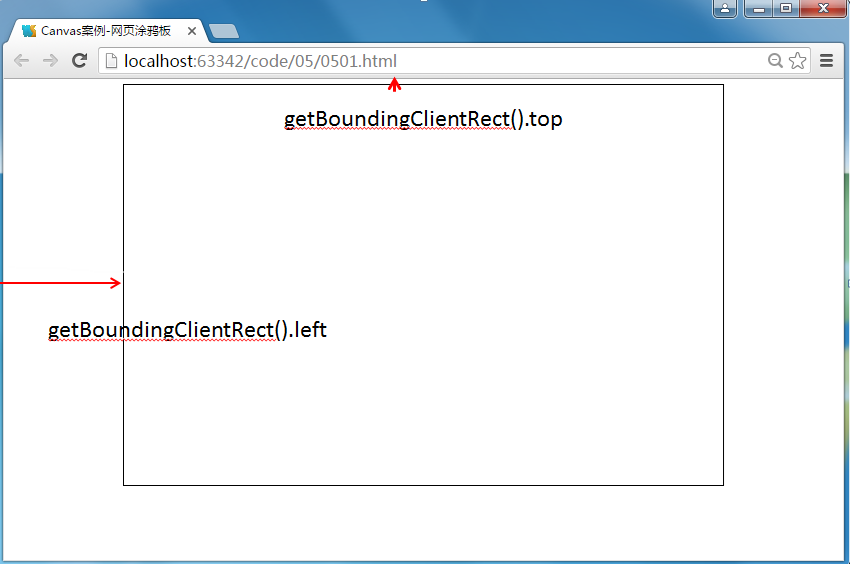 Canvas案例-网页涂鸦板
localhost:63342/code/05/0501.html
getBoundingClientRect().top
getBoundingClientRect().left